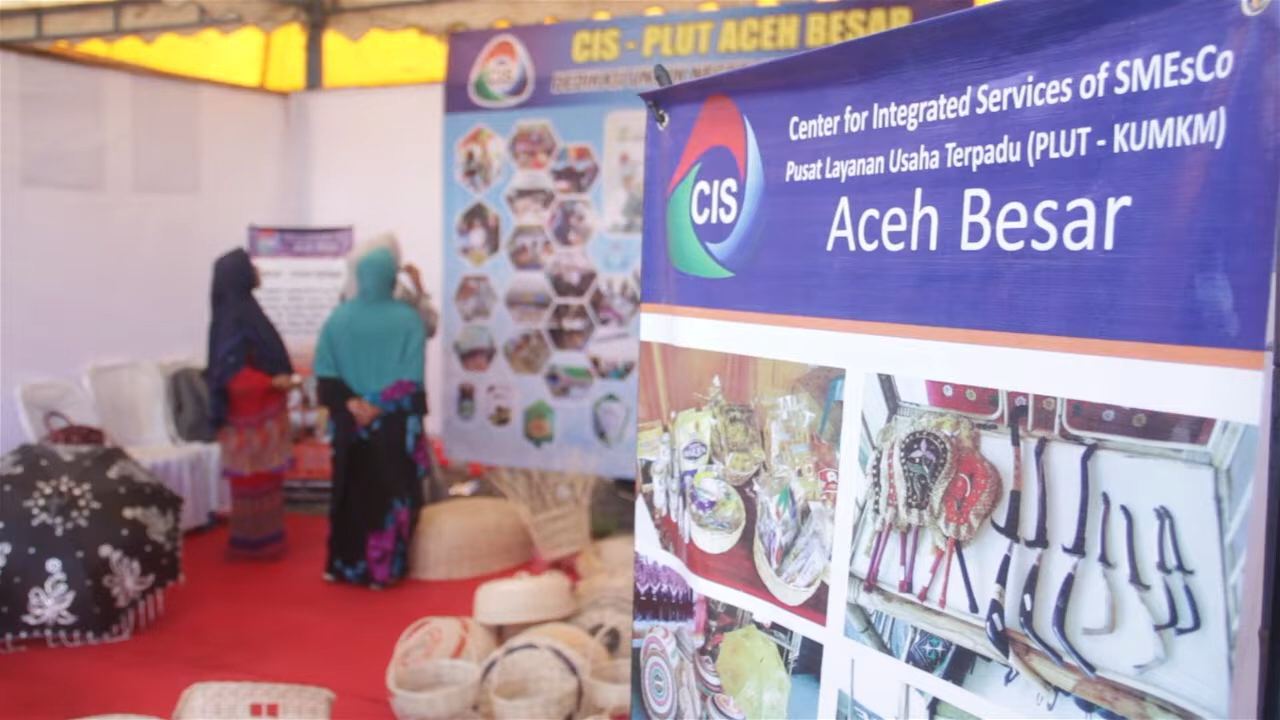 CIS - PLUT ACEH BESAR
CIS
Center for Integrated Services of SMEsCo
Pusat Layanan Usaha Terpadu (PLUT - KUMKM)
CIS
Aceh Besar